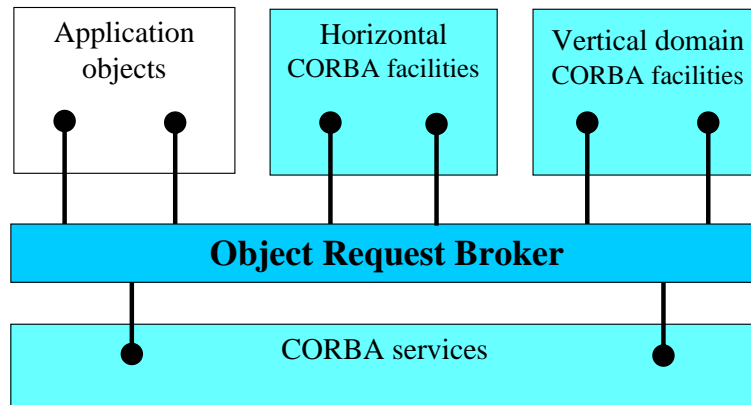 Application
objects
Horizontal
CORBA facilities
Vertical domain
CORBA facilities
Object Request Broker
CORBA services